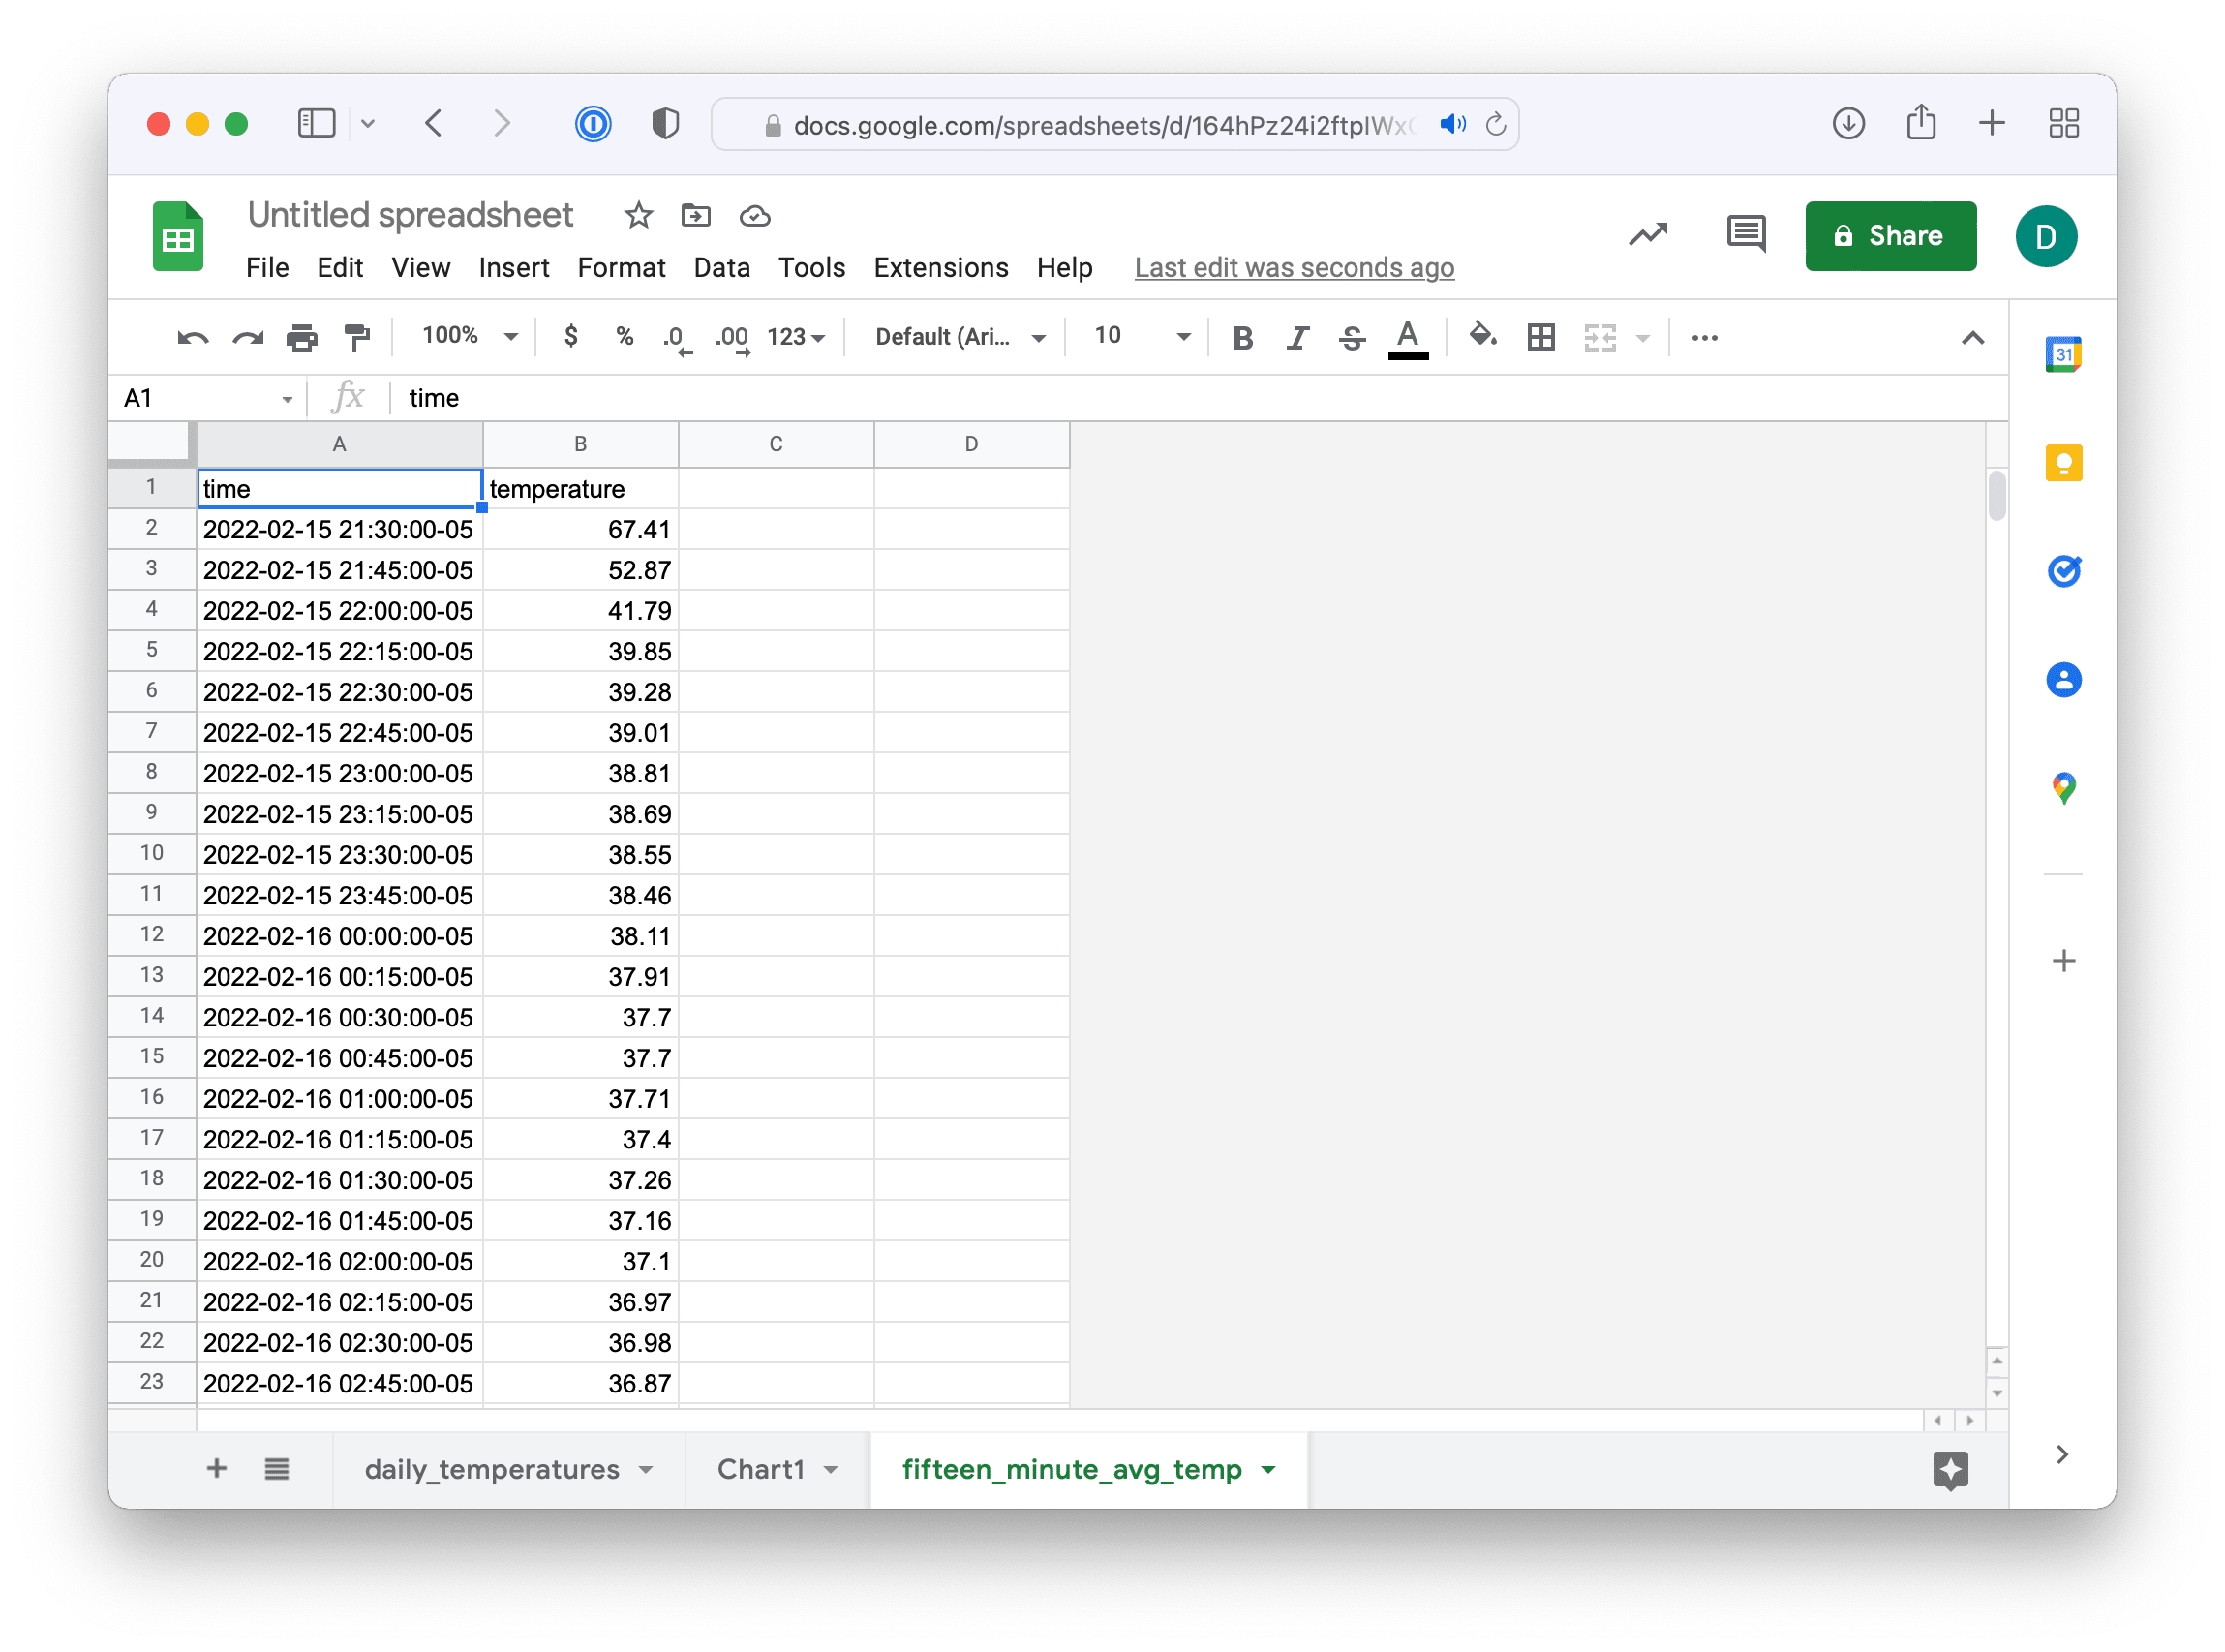 docs.google.com/spreadsheets/d/164hPz24i2ftpIWx
Untitled spreadsheet
Share
D
File Edit View Insert Format Data Tools Extensions Help Last edit was seconds ago
100% $ % .0 .00 123 Default (Ari... 10 B I S A
31
A1 fx time
A B C D
1 time temperature
2 2022-02-15 21:30:00-05 67.41
3 2022-02-15 21:45:00-05 52.87
4 2022-02-15 22:00:00-05 41.79
5 2022-02-15 22:15:00-05 39.85
6 2022-02-15 22:30:00-05 39.28
7 2022-02-15 22:45:00-05 39.01
8 2022-02-15 23:00:00-05 38.81
9 2022-02-15 23:15:00-05 38.69
10 2022-02-15 23:30:00-05 38.55
11 2022-02-15 23:45:00-05 38.46
12 2022-02-16 00:00:00-05 38.11
13 2022-02-16 00:15:00-05 37.91
14 2022-02-16 00:30:00-05 37.7
15 2022-02-16 00:45:00-05 37.7
16 2022-02-16 01:00:00-05 37.71
17 2022-02-16 01:15:00-05 37.4
18 2022-02-16 01:30:00-05 37.26
19 2022-02-16 01:45:00-05 37.16
20 2022-02-16 02:00:00-05 37.1
21 2022-02-16 02:15:00-05 36.97
22 2022-02-16 02:30:00-05 36.98
23 2022-02-16 02:45:00-05 36.87
daily_temperatures Chart1 fifteen_minute_avg_temp